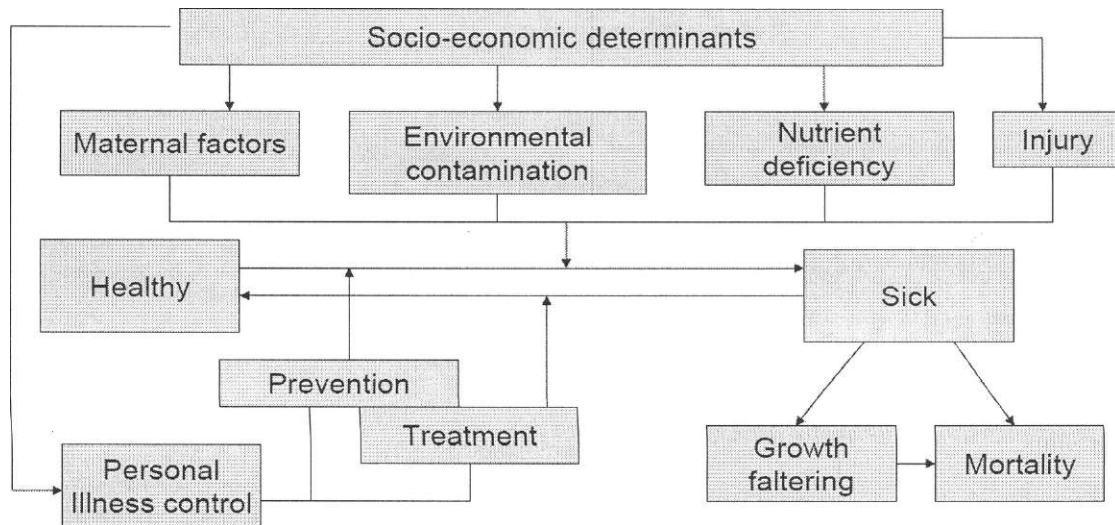 Socio-economic determinants
Maternal factors
Environmental
contamination
Nutrient
deficiency
Injury
Healthy
Sick
Prevention
Treatment
Personal
Illness control
Growth
faltering
Mortality